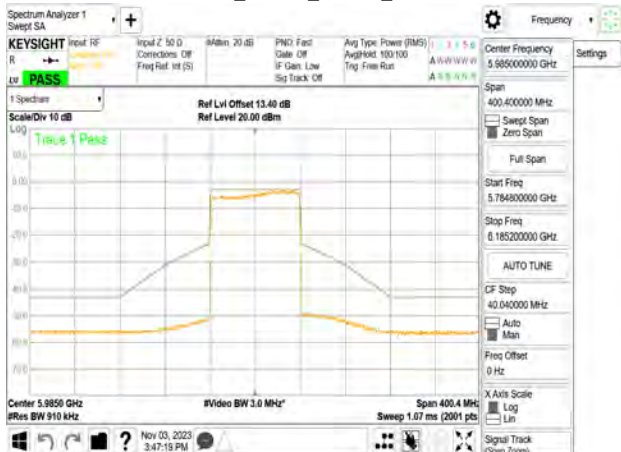 Spectrum Analyzer 1
Swept SA
+
Frequency
KEYSIGHT
Input: RF
Input Z: 50 Ω
Corrections: Off
Freq Ref: Int (S)
#Atten: 20 dB
PNO: Fast
Gate: Off
IF Gain: Low
Sig Track: Off
Avg Type: Power (RMS)
Avg|Hold: 100/100
Trig: Free Run
PASS
1 Spectrum
Scale/Div 10 dB
Ref Lvl Offset 13.40 dB
Ref Level 20.00 dBm
Log
Trace 1 Pass
10.0
0.00
Center 5.9850 GHz
#Res BW 910 kHz
#Video BW 3.0 MHz*
Span 400.4 MHz
Sweep 1.07 ms (2001 pts
Nov 03, 2023
3:47:19 PM
Center Frequency
5.985000000 GHz
Settings
Span
400.400000 MHz
Swept Span
Zero Span
Full Span
Start Freq
5.784800000 GHz
Stop Freq
6.185200000 GHz
AUTO TUNE
CF Step
40.040000 MHz
Auto
Man
Freq Offset
0 Hz
X Axis Scale
Log
Lin
Signal Track
(Span Zoom)